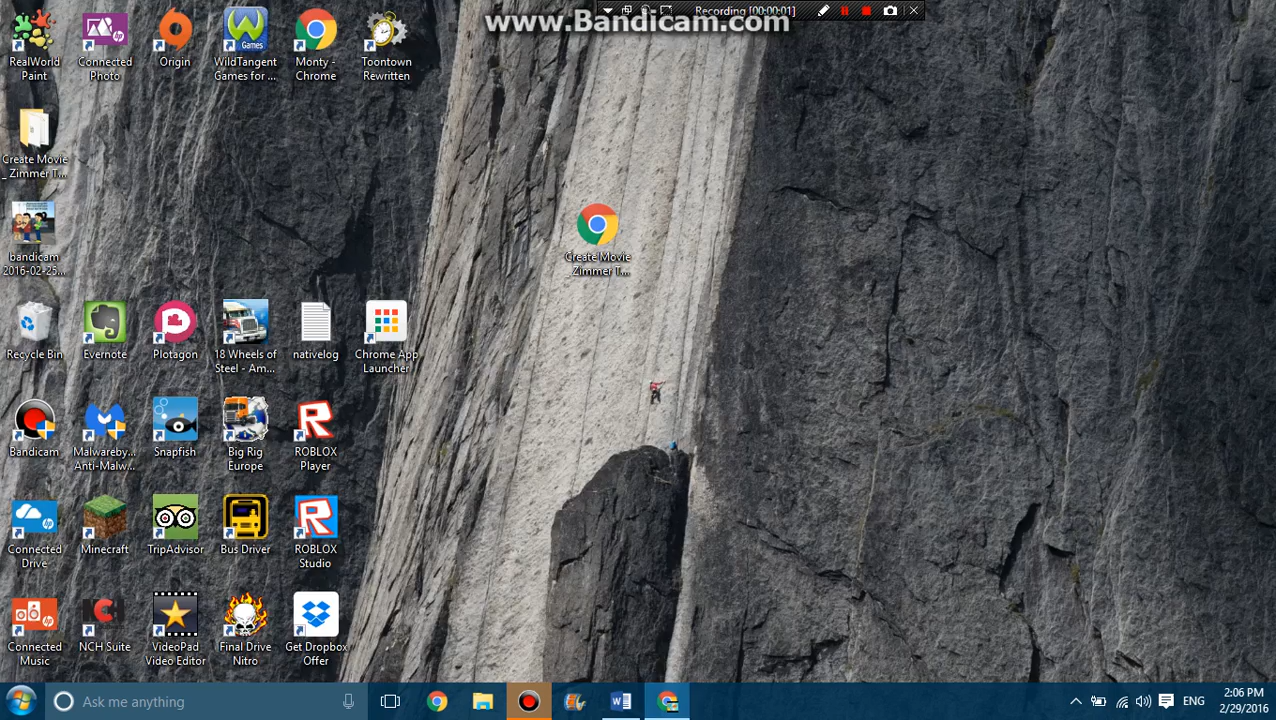 Recording [00:00:01]
www.Bandicam.com
RealWorld
Paint
Connected
Photo
Origin
WildTangent
Games for ...
Monty -
Chrome
Toontown
Rewritten
Create Movie
_ Zimmer T...
Create Movie
_ Zimmer T...
bandicam
2016-02-25...
Recycle Bin
Evernote
Plotagon
18 Wheels of
Steel - Am...
nativelog
Chrome App
Launcher
Bandicam
Malwareby...
Anti-Malw...
Snapfish
Big Rig
Europe
ROBLOX
Player
Connected
Drive
Minecraft
TripAdvisor
Bus Driver
ROBLOX
Studio
Connected
Music
NCH Suite
VideoPad
Video Editor
Final Drive
Nitro
Get Dropbox
Offer
Ask me anything
ENG
2:06 PM
2/29/2016